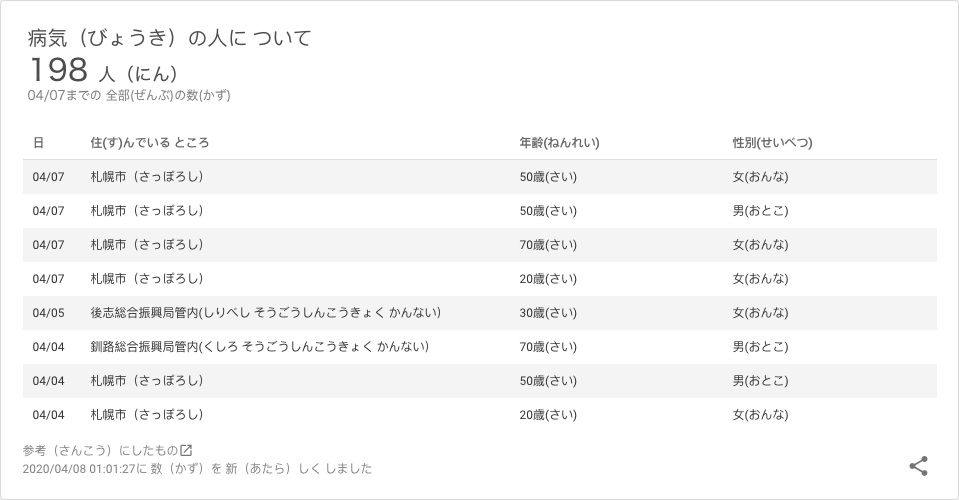 病気（びょうき）の人に ついて
198 人（にん）
04/07までの 全部(ぜんぶ)の数(かず)
日 住(す)んでいる ところ 年齢(ねんれい) 性別(せいべつ)
04/07 札幌市（さっぽろし） 50歳(さい) 女(おんな)
04/07 札幌市（さっぽろし） 50歳(さい) 男(おとこ)
04/07 札幌市（さっぽろし） 70歳(さい) 女(おんな)
04/07 札幌市（さっぽろし） 20歳(さい) 女(おんな)
04/05 後志総合振興局管内(しりべし そうごうしんこうきょく かんない） 30歳(さい) 女(おんな)
04/04 釧路総合振興局管内(くしろ そうごうしんこうきょく かんない） 70歳(さい) 男(おとこ)
04/04 札幌市（さっぽろし） 50歳(さい) 男(おとこ)
04/04 札幌市（さっぽろし） 20歳(さい) 女(おんな)
参考（さんこう）にしたもの
2020/04/08 01:01:27に 数（かず）を 新（あたら）しく しました